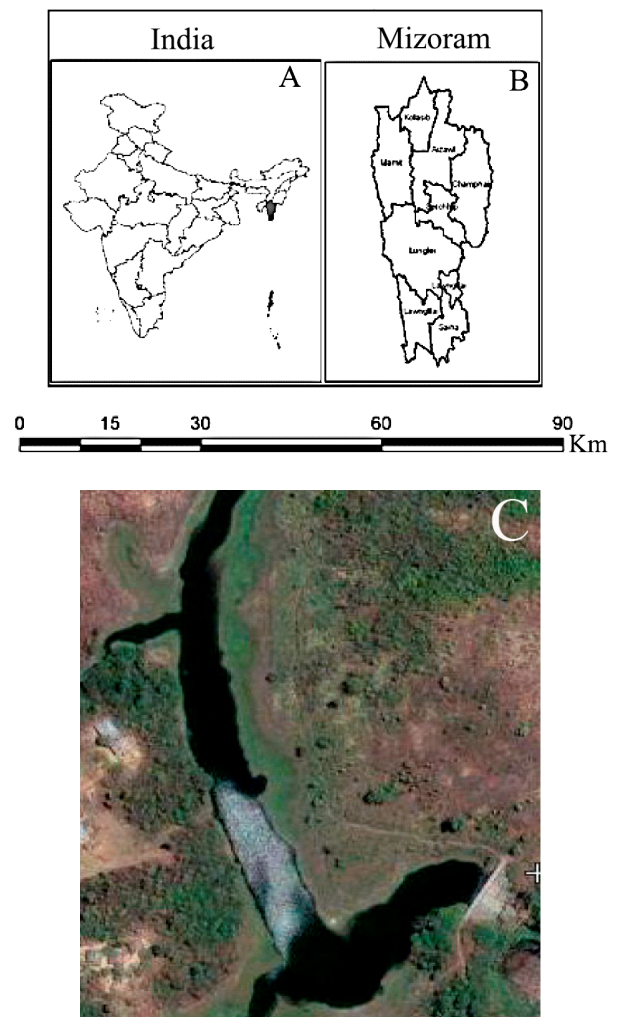 India Mizoram
A B
Kolasib
Aizawl
Mamit
Champhai
Serchhip
Lunglei
Lawngtlai
Saiha
0 15 30 60 90
Km
C